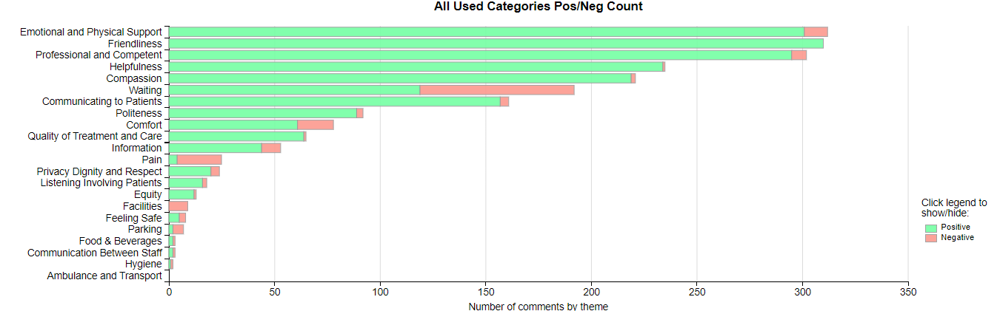 All Used Categories Pos/Neg Count
Emotional and Physical Support
Friendliness
Professional and Competent
Helpfulness
Compassion
Waiting
Communicating to Patients
Politeness
Comfort
Quality of Treatment and Care
Information
Pain
Privacy Dignity and Respect
Listening Involving Patients
Equity
Facilities
Feeling Safe
Parking
Food & Beverages
Communication Between Staff
Hygiene
Ambulance and Transport
0 50 100 150 200 250 300 350
Number of comments by theme
Click legend to
show/hide:
Positive
Negative